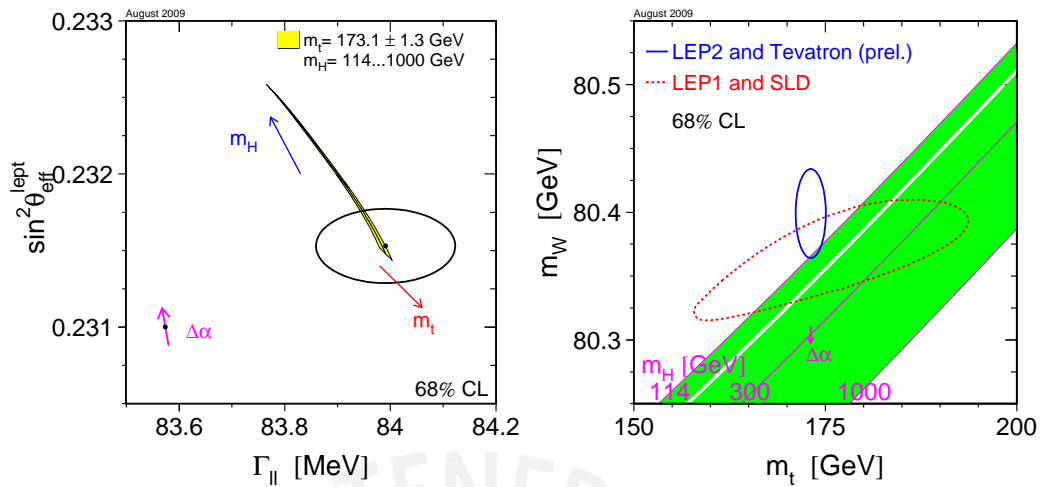 August 2009
0.233
0.232
0.231
sin²θ_eff^lept
m_t= 173.1 ± 1.3 GeV
m_H= 114...1000 GeV
m_H
m_t
Δα
68% CL
83.6 83.8 84 84.2
Γ_ll [MeV]
August 2009
80.5
80.4
80.3
m_W [GeV]
LEP2 and Tevatron (prel.)
LEP1 and SLD
68% CL
Δα
m_H [GeV]
114 300 1000
150 175 200
m_t [GeV]
TENEB